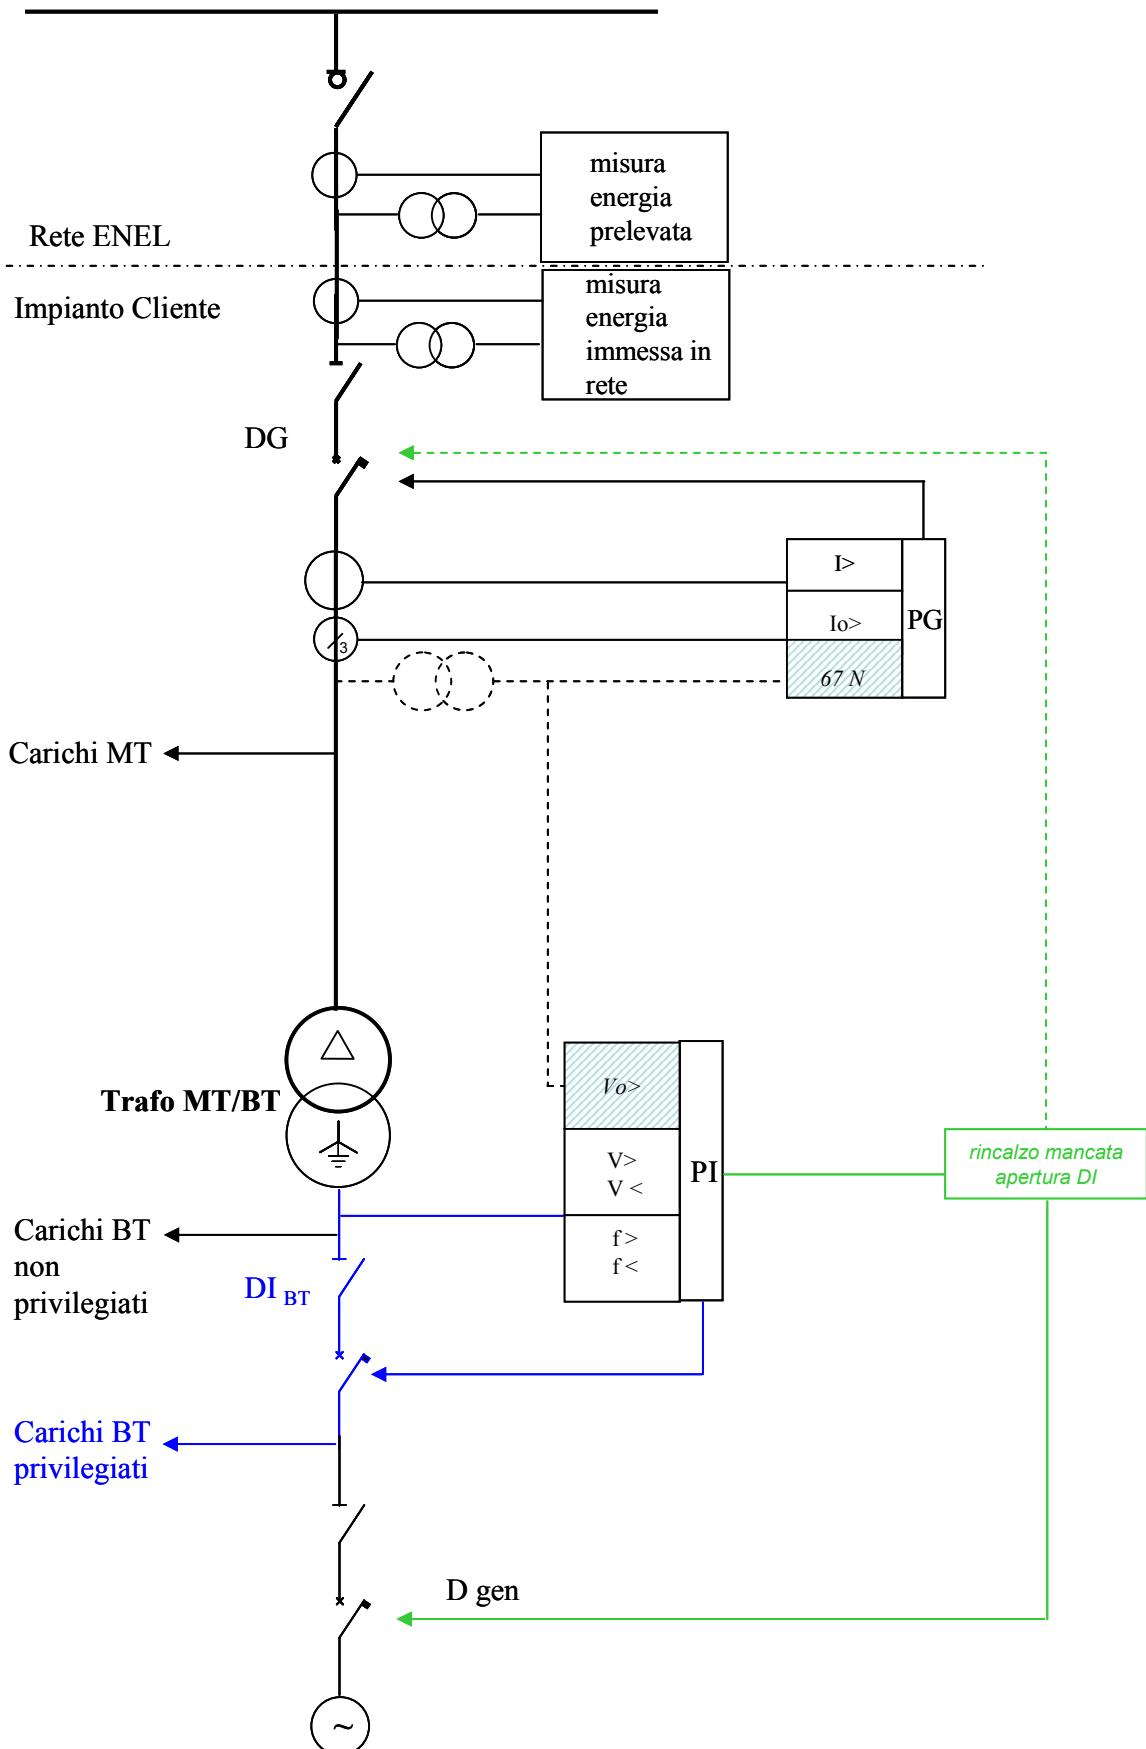 misura
energia
prelevata
Rete ENEL
Impianto Cliente
misura
energia
immessa in
rete
DG
I>
Io>
PG
67 N
3
Carichi MT
Trafo MT/BT
Vo>
V>
V <
PI
f >
f <
rincalzo mancata
apertura DI
Carichi BT
non
privilegiati
DI BT
Carichi BT
privilegiati
D gen
~